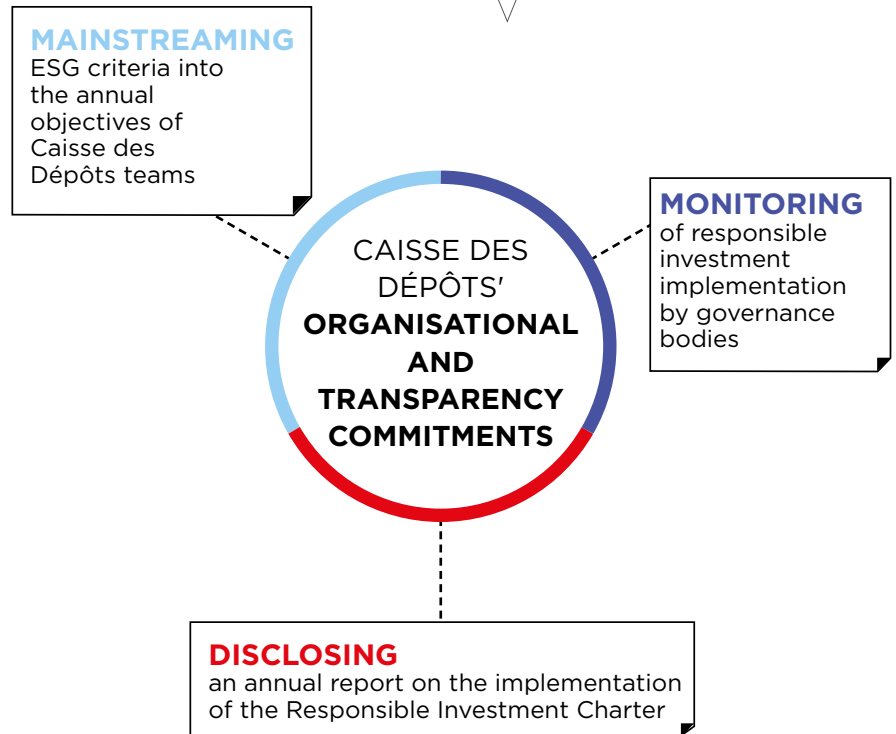 MAINSTREAMING
ESG criteria into
the annual
objectives of
Caisse des
Dépôts teams
CAISSE DES
DÉPÔTS'
ORGANISATIONAL
AND
TRANSPARENCY
COMMITMENTS
MONITORING
of responsible
investment
implementation
by governance
bodies
DISCLOSING
an annual report on the implementation
of the Responsible Investment Charter